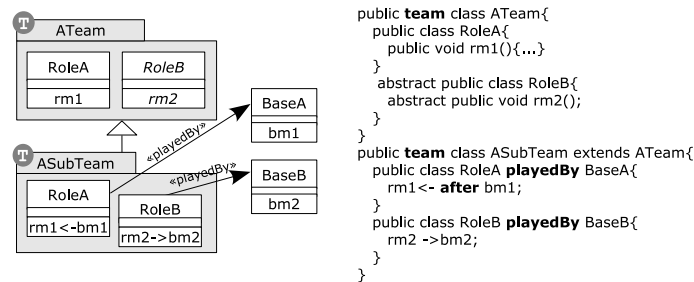 T
ATeam
RoleA
rm1
RoleB
rm2
BaseA
bm1
«playedBy»
«playedBy»
T
ASubTeam
RoleA
rm1<-bm1
RoleB
rm2->bm2
BaseB
bm2
public team class ATeam{
public class RoleA{
public void rm1(){...}
}
abstract public class RoleB{
abstract public void rm2();
}
}
public team class ASubTeam extends ATeam{
public class RoleA playedBy BaseA{
rm1<- after bm1;
}
public class RoleB playedBy BaseB{
rm2 ->bm2;
}
}